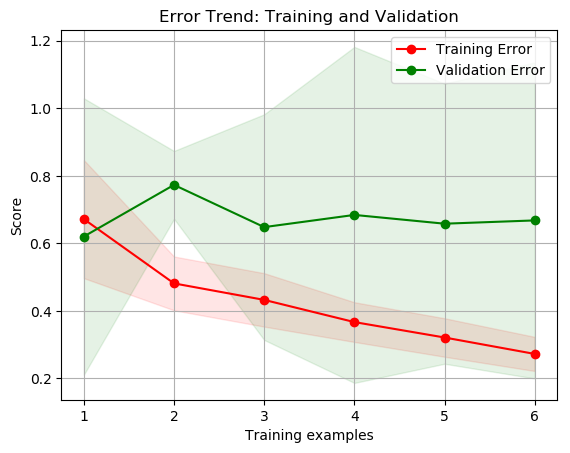 Error Trend: Training and Validation
Training Error
Validation Error
Score
1.2
1.0
0.8
0.6
0.4
0.2
1 2 3 4 5 6
Training examples